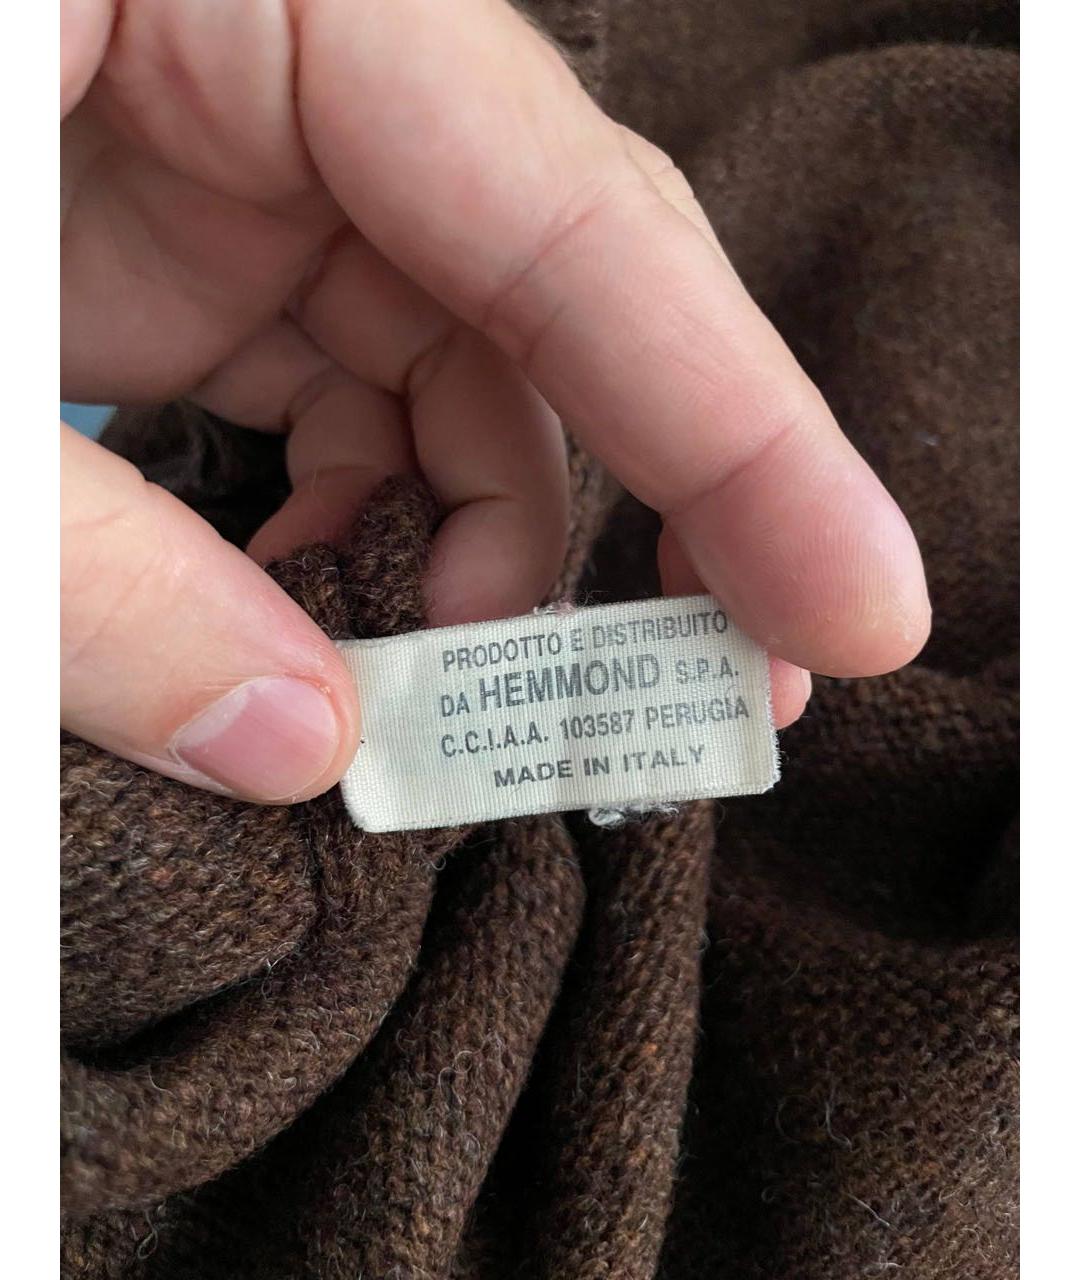 PRODOTTO E DISTRIBUITO
DA HEMMOND S.P.A.
C.C.I.A.A. 103587 PERUGIA
MADE IN ITALY